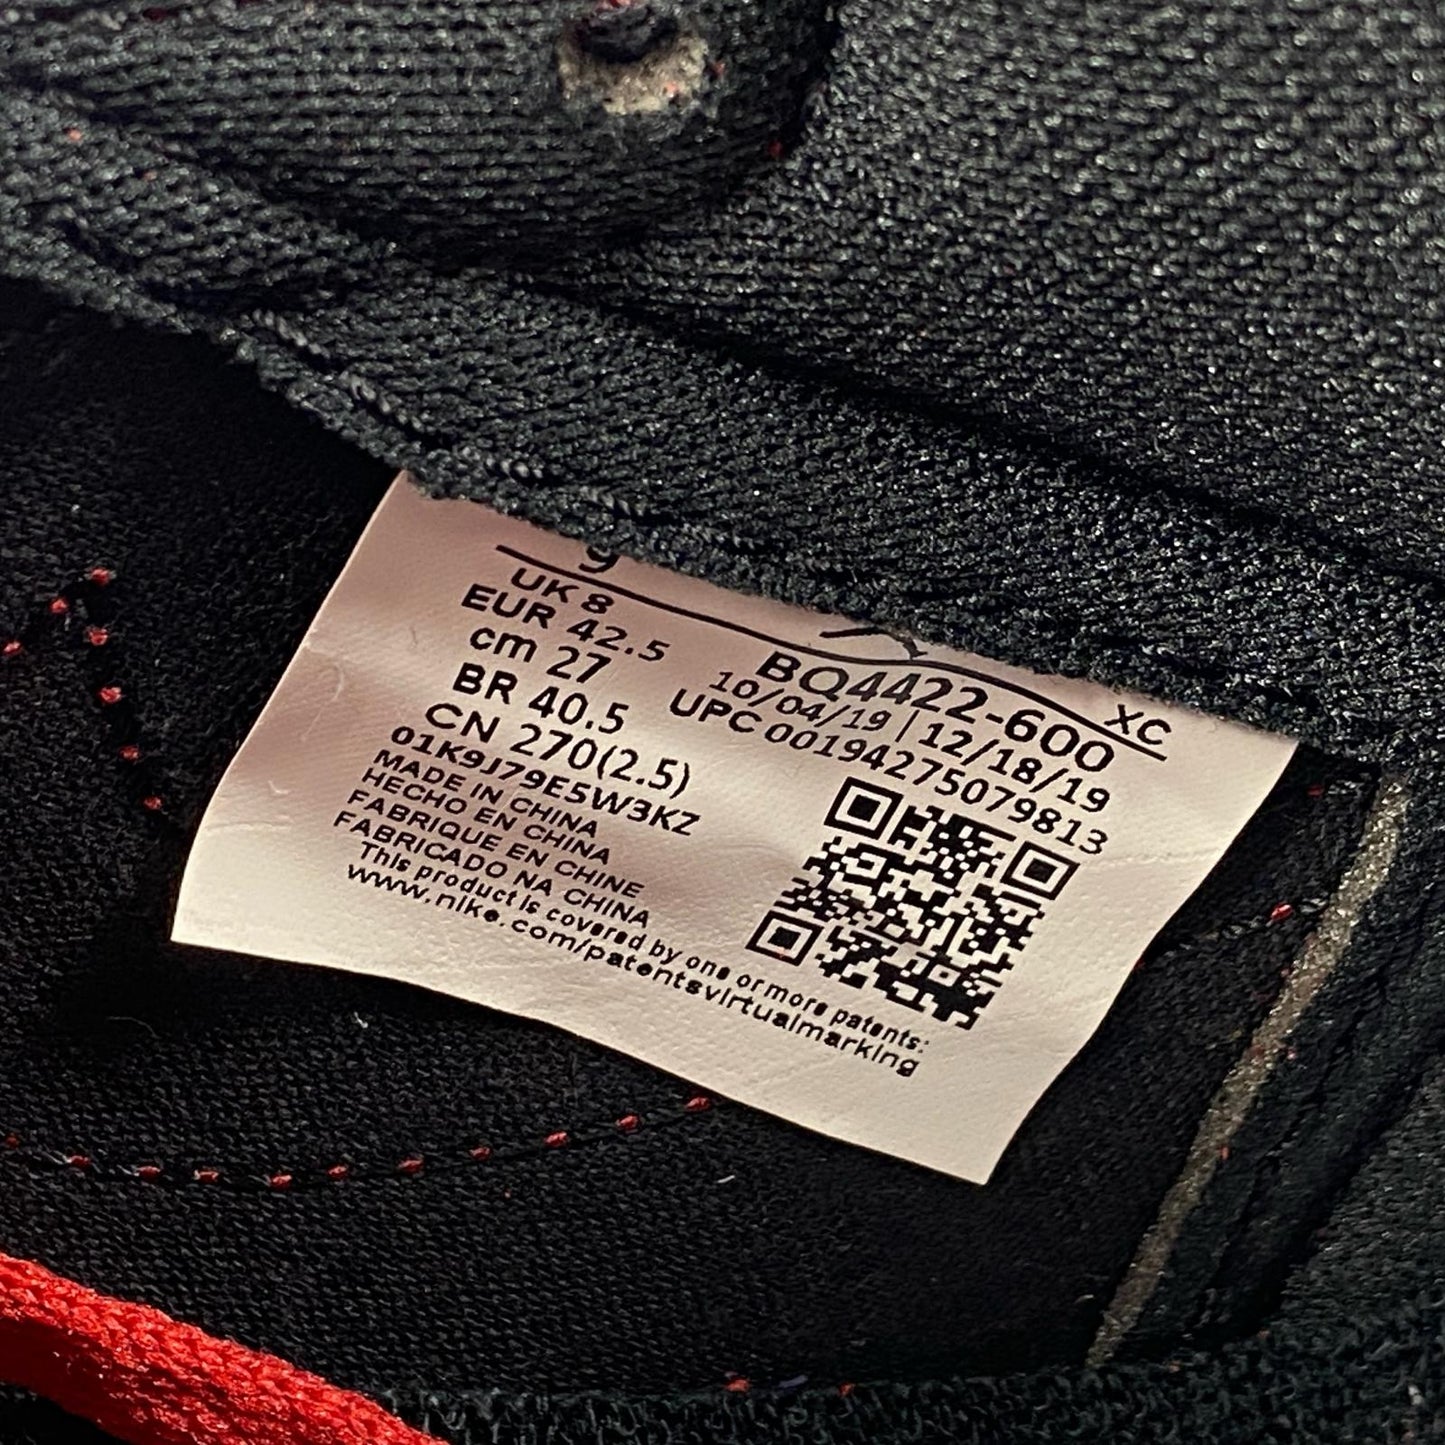 9
UK 8
EUR 42.5
cm 27
BR 40.5
CN 270(2.5)
01K9J79E5W3KZ
MADE IN CHINA
HECHO EN CHINA
FABRIQUE EN CHINE
FABRICADO NA CHINA
This product is covered by one or more patents:
www.nike.com/patentsvirtualmarking
XC
BQ4422-600
10/04/19 | 12/18/19
UPC 00194275079813